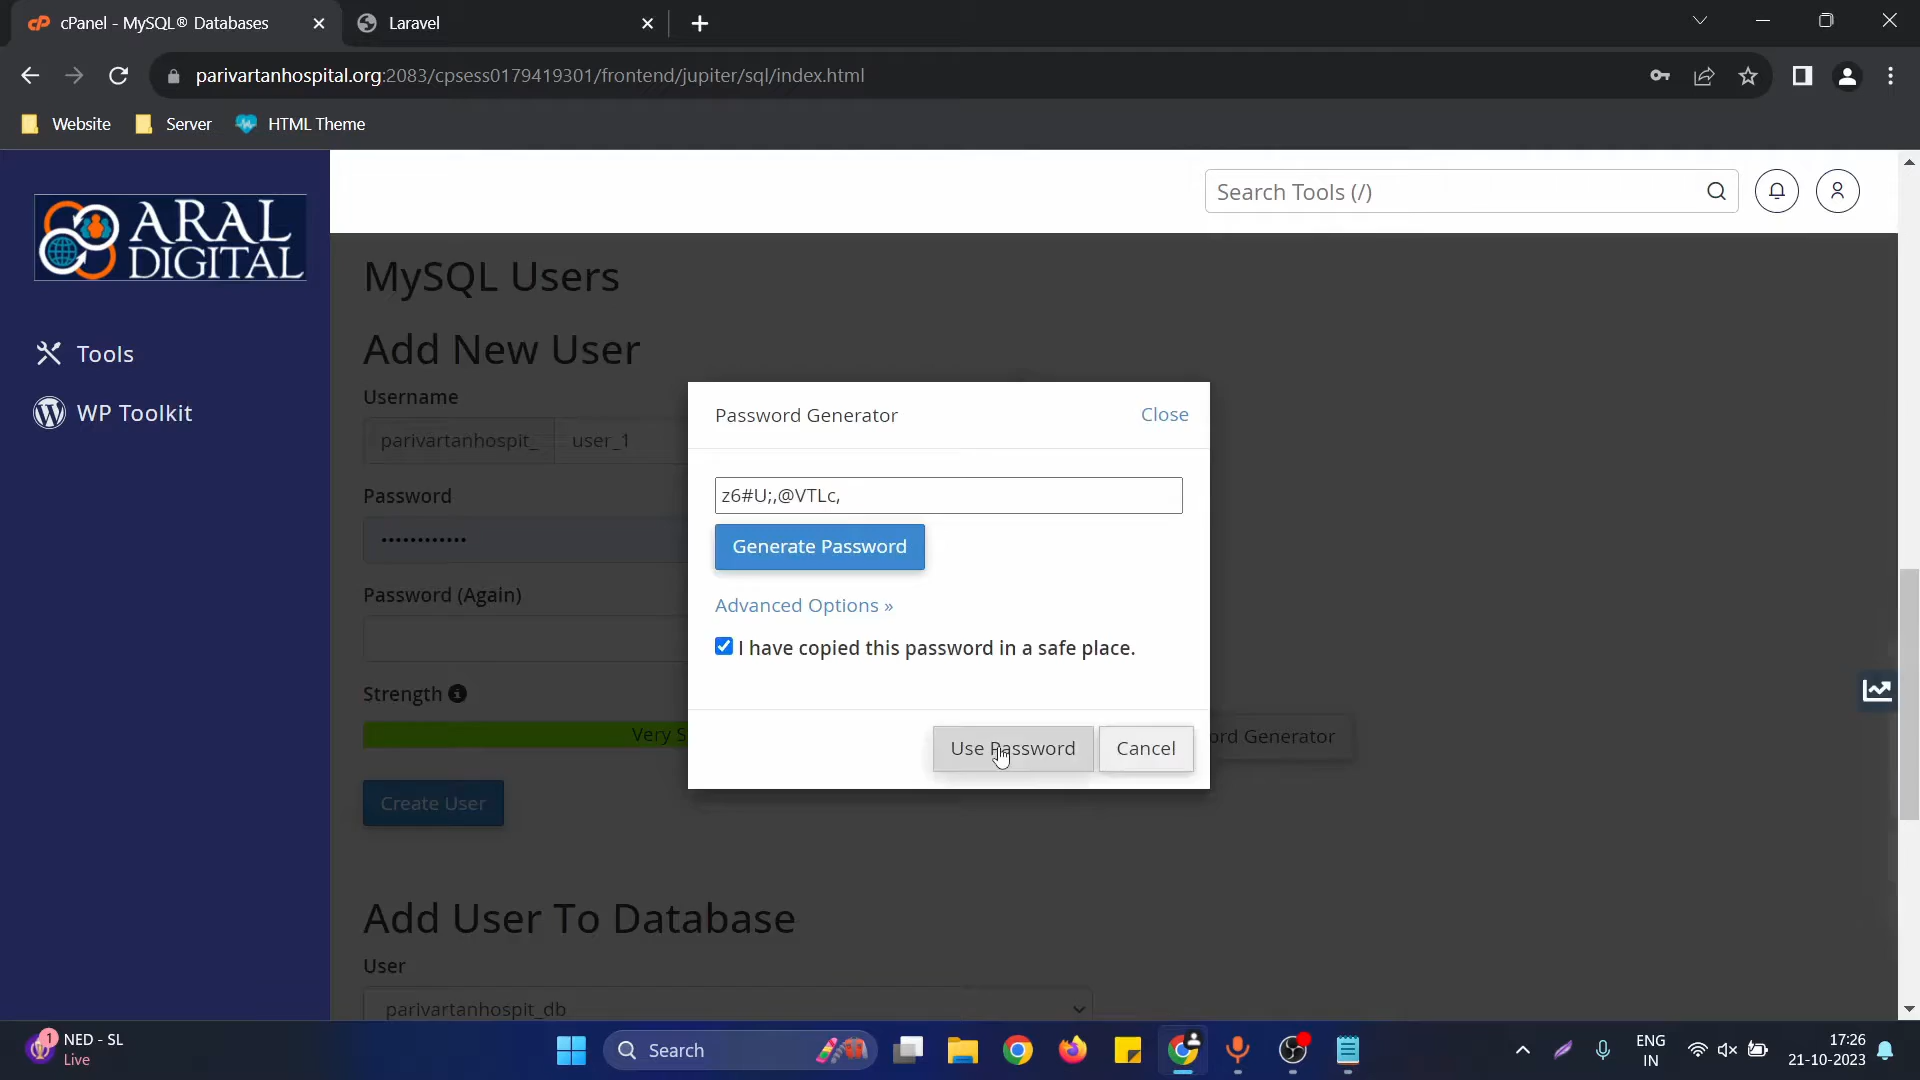 cPanel - MySQL® Databases
Laravel
parivartanhospital.org:2083/cpsess0179419301/frontend/jupiter/sql/index.html
Website
Server
HTML Theme
ARAL
DIGITAL
Search Tools (/)
Tools
WP Toolkit
MySQL Users
Add New User
Username
parivartanhospit_
user_1
Password
Password (Again)
Strength
Very S
Create User
Password Generator
Close
z6#U;,@VTLc,
Generate Password
Advanced Options »
I have copied this password in a safe place.
Use Password
Cancel
ord Generator
Add User To Database
User
parivartanhospit_db
1
NED - SL
Live
Search
ENG
IN
17:26
21-10-2023